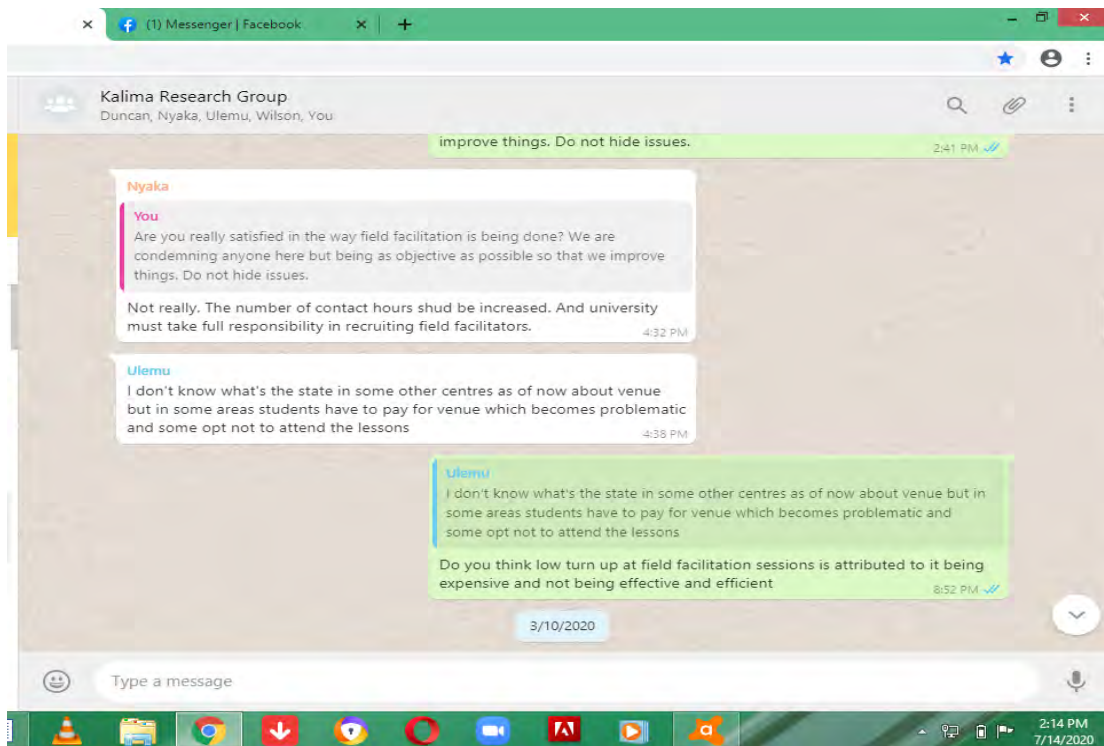 (1) Messenger | Facebook
Kalima Research Group
Duncan, Nyaka, Ulemu, Wilson, You
improve things. Do not hide issues.
2:41 PM
Nyaka
You
Are you really satisfied in the way field facilitation is being done? We are
condemning anyone here but being as objective as possible so that we improve
things. Do not hide issues.
Not really. The number of contact hours shud be increased. And university
must take full responsibility in recruiting field facilitators.
4:32 PM
Ulemu
I don't know what's the state in some other centres as of now about venue
but in some areas students have to pay for venue which becomes problematic
and some opt not to attend the lessons
4:38 PM
Ulemu
I don't know what's the state in some other centres as of now about venue but in
some areas students have to pay for venue which becomes problematic and
some opt not to attend the lessons
Do you think low turn up at field facilitation sessions is attributed to it being
expensive and not being effective and efficient
8:52 PM
3/10/2020
Type a message
2:14 PM
7/14/2020